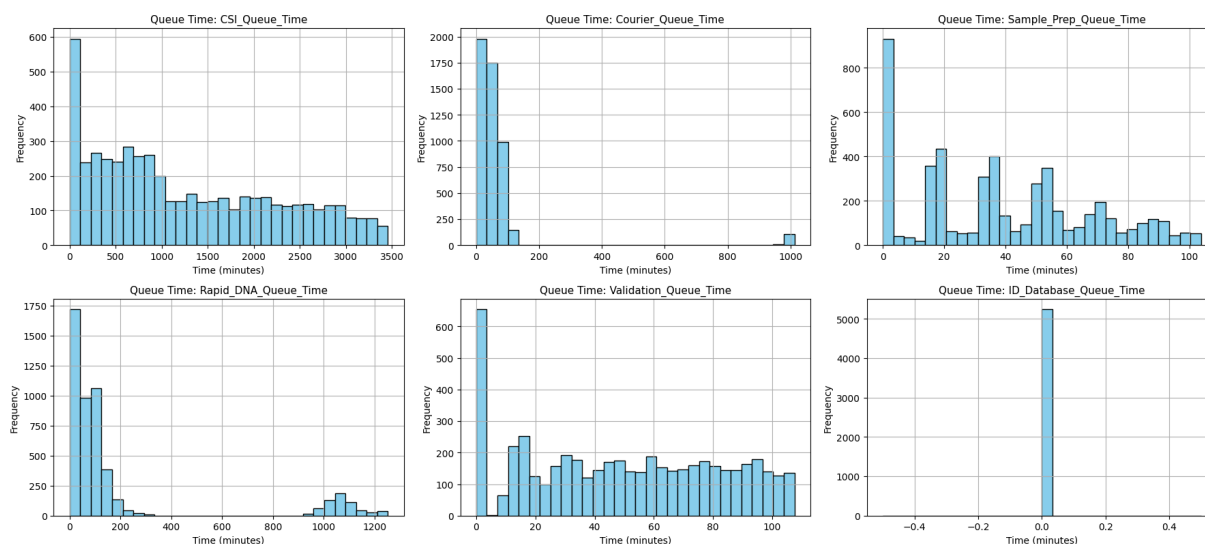 Queue Time: CSI_Queue_Time
Frequency
600
500
400
300
200
100
0
0 500 1000 1500 2000 2500 3000 3500
Time (minutes)
Queue Time: Courier_Queue_Time
Frequency
2000
1750
1500
1250
1000
750
500
250
0
0 200 400 600 800 1000
Time (minutes)
Queue Time: Sample_Prep_Queue_Time
Frequency
800
600
400
200
0
0 20 40 60 80 100
Time (minutes)
Queue Time: Rapid_DNA_Queue_Time
Frequency
1750
1500
1250
1000
750
500
250
0
0 200 400 600 800 1000 1200
Time (minutes)
Queue Time: Validation_Queue_Time
Frequency
600
500
400
300
200
100
0
0 20 40 60 80 100
Time (minutes)
Queue Time: ID_Database_Queue_Time
Frequency
5000
4000
3000
2000
1000
0
−0.4 −0.2 0.0 0.2 0.4
Time (minutes)